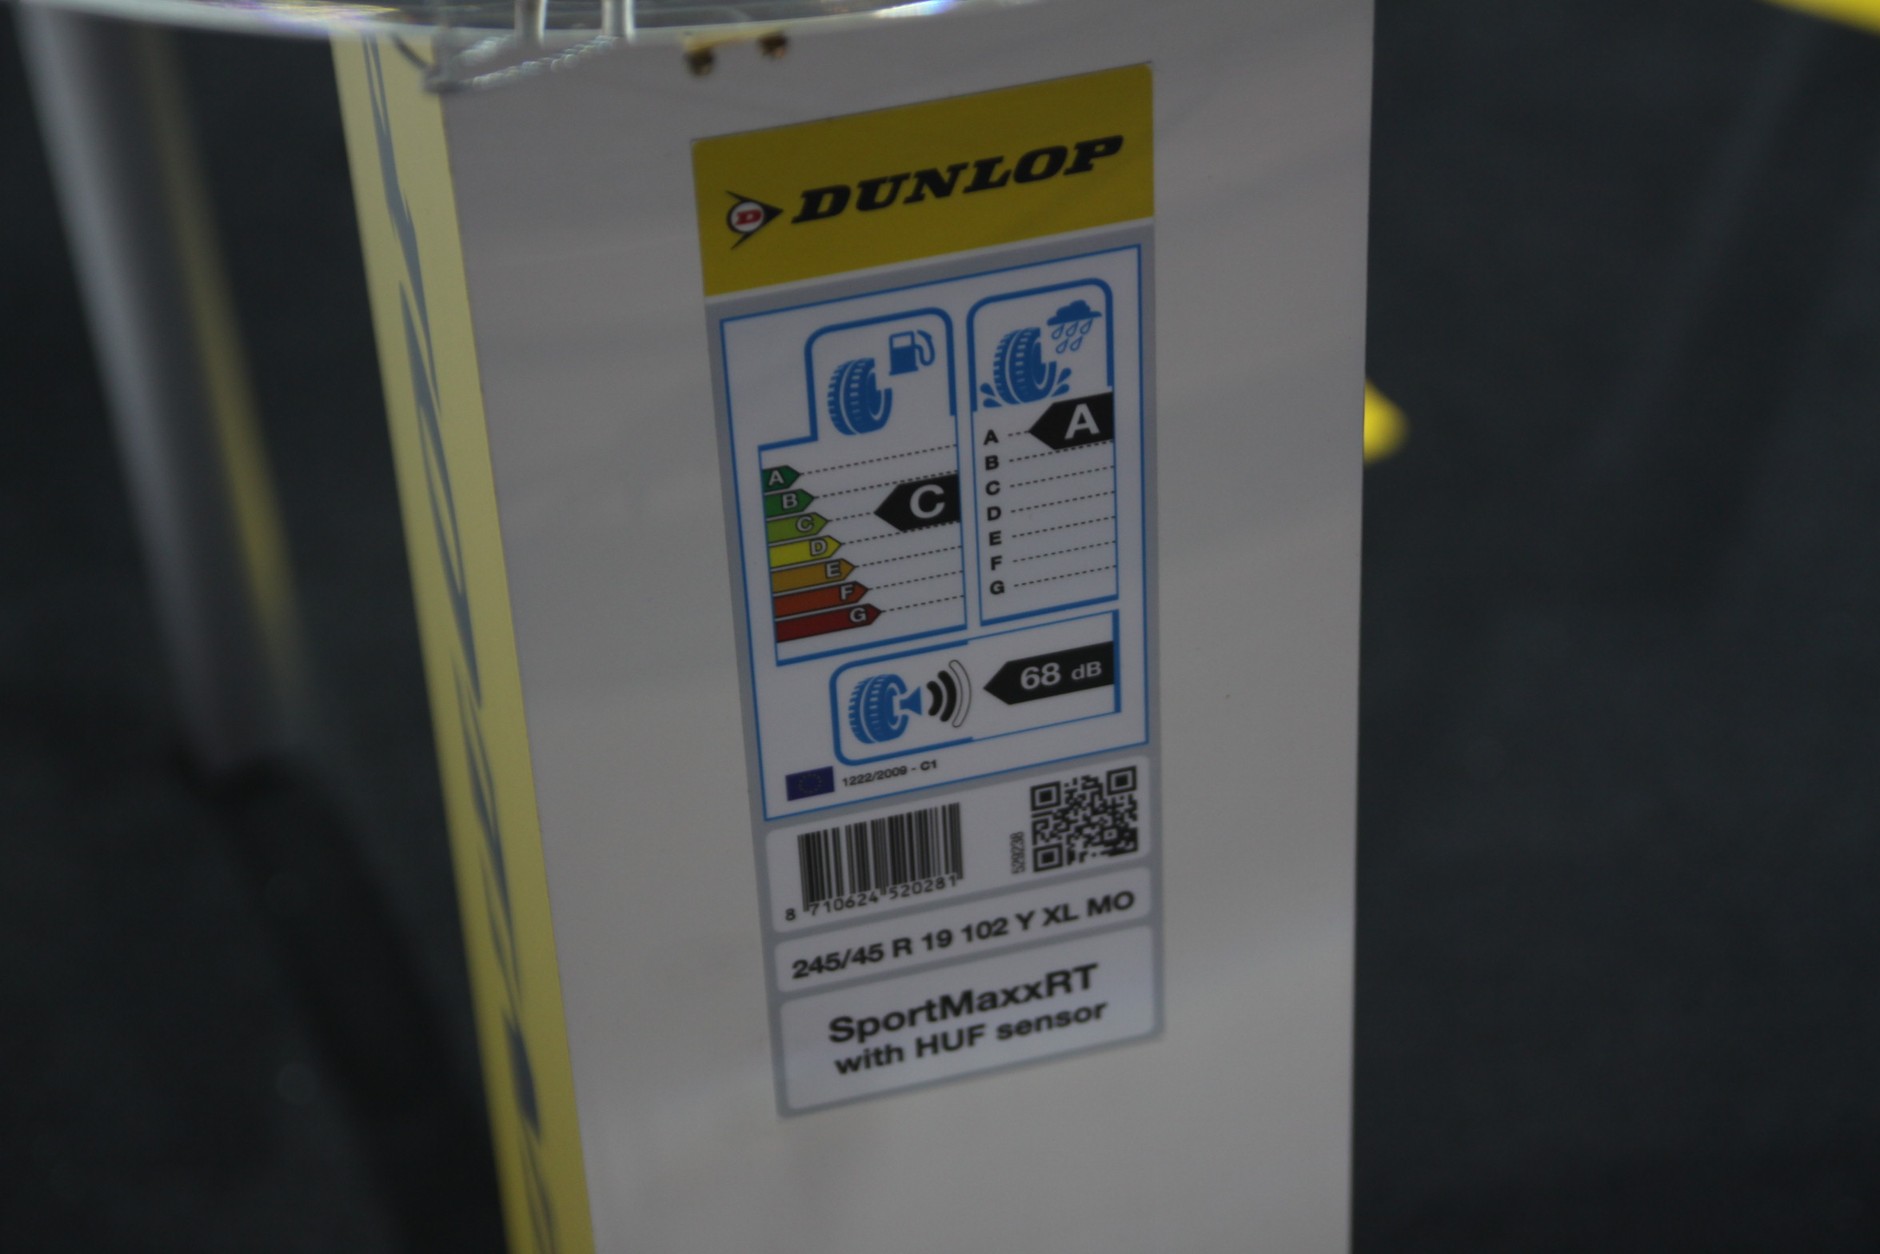 D DUNLOP
A
B
C
D
E
F
G
C
A
B
C
D
E
F
G
A
68 dB
1222/2009 - C1
8 710624 520281
529238
245/45 R 19 102 Y XL MO
SportMaxxRT
with HUF sensor